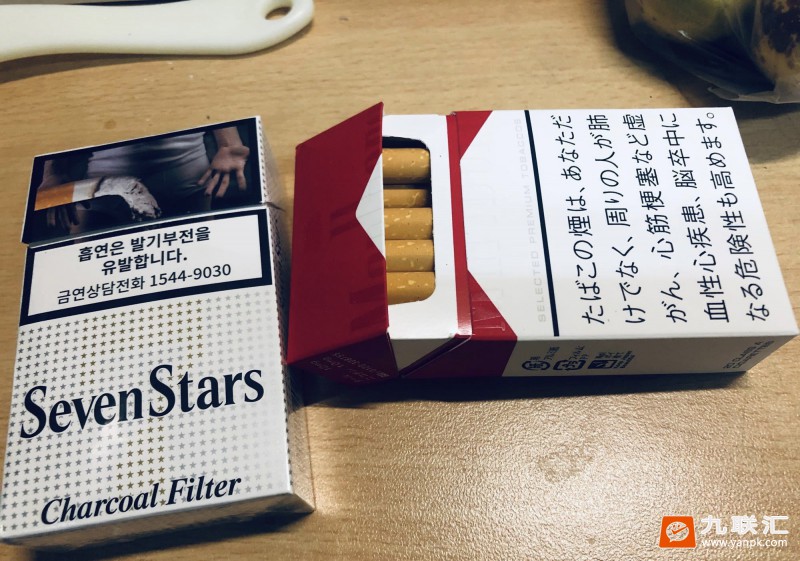 흡연은 발기부전을
유발합니다.
금연상담전화 1544-9030
Seven Stars
Charcoal Filter
SELECTED PREMIUM TOBACCOS
たばこの煙は、あなただ
けでなく、周りの人が肺
がん、心筋梗塞など虚
血性心疾患、脳卒中に
なる危険性も高めます。
九联汇
www.yanpk.com